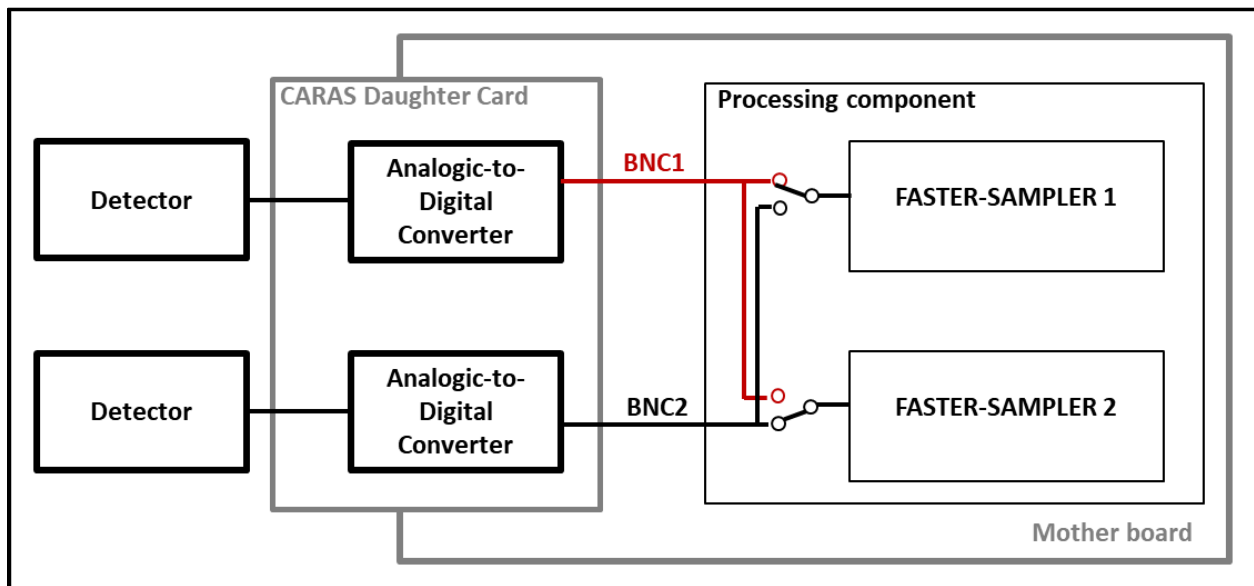 CARAS Daughter Card
Processing component
Detector
Analogic-to-
Digital
Converter
BNC1
FASTER-SAMPLER 1
Detector
Analogic-to-
Digital
Converter
BNC2
FASTER-SAMPLER 2
Mother board